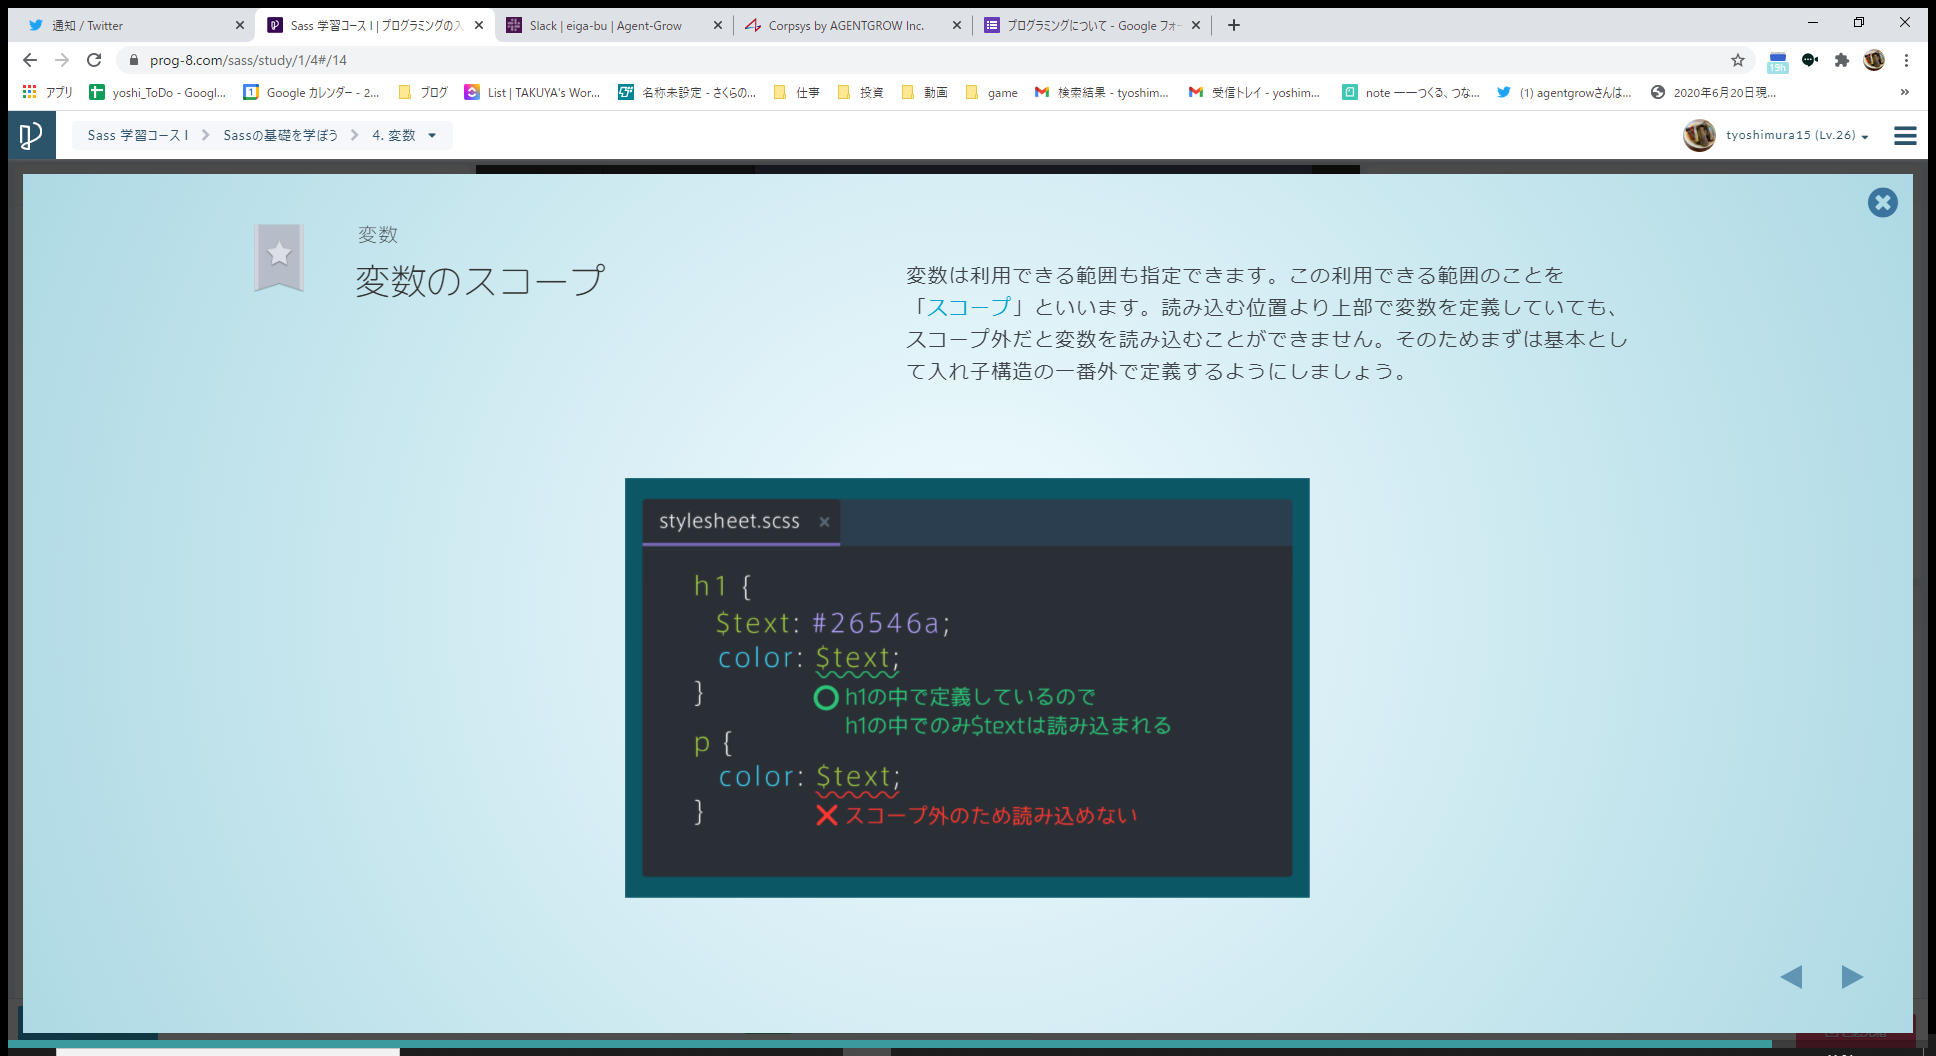 通知 / Twitter
Sass 学習コース I | プログラミングの入
Slack | eiga-bu | Agent-Grow
Corpsys by AGENTGROW Inc.
プログラミングについて - Google フォー
prog-8.com/sass/study/1/4#/14
19h
アプリ
yoshi_ToDo - Googl...
Google カレンダー - 2...
ブログ
List | TAKUYA's Wor...
名称未設定 - さくらの...
仕事
投資
動画
game
検索結果 - tyoshim...
受信トレイ - yoshim...
note ――つくる、つな...
(1) agentgrowさんは...
2020年6月20日現...
»
Sass 学習コース I
Sassの基礎を学ぼう
4. 変数
tyoshimura15 (Lv.26)
変数
変数のスコープ
変数は利用できる範囲も指定できます。この利用できる範囲のことを
「スコープ」といいます。読み込む位置より上部で変数を定義していても、
スコープ外だと変数を読み込むことができません。そのためまずは基本とし
て入れ子構造の一番外で定義するようにしましょう。
stylesheet.scss ×
h1 {
$text: #26546a;
color: $text;
}
h1の中で定義しているので
h1の中でのみ$textは読み込まれる
p {
color: $text;
}
スコープ外のため読み込めない